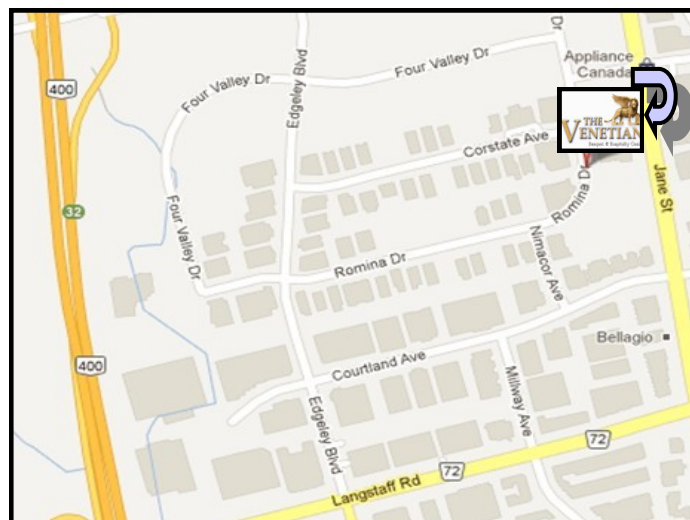 Dr
Appliance
Canada
400
Four Valley Dr
Four Valley Dr
Edgeley Blvd
THE
VENETIAN
Corstate Ave
Jane St
32
Four Valley Dr
Romina Dr
Romina Dr
Nimacor Ave
400
Courtland Ave
Bellagio
Millway Ave
Edgeley Blvd
72
72
Langstaff Rd